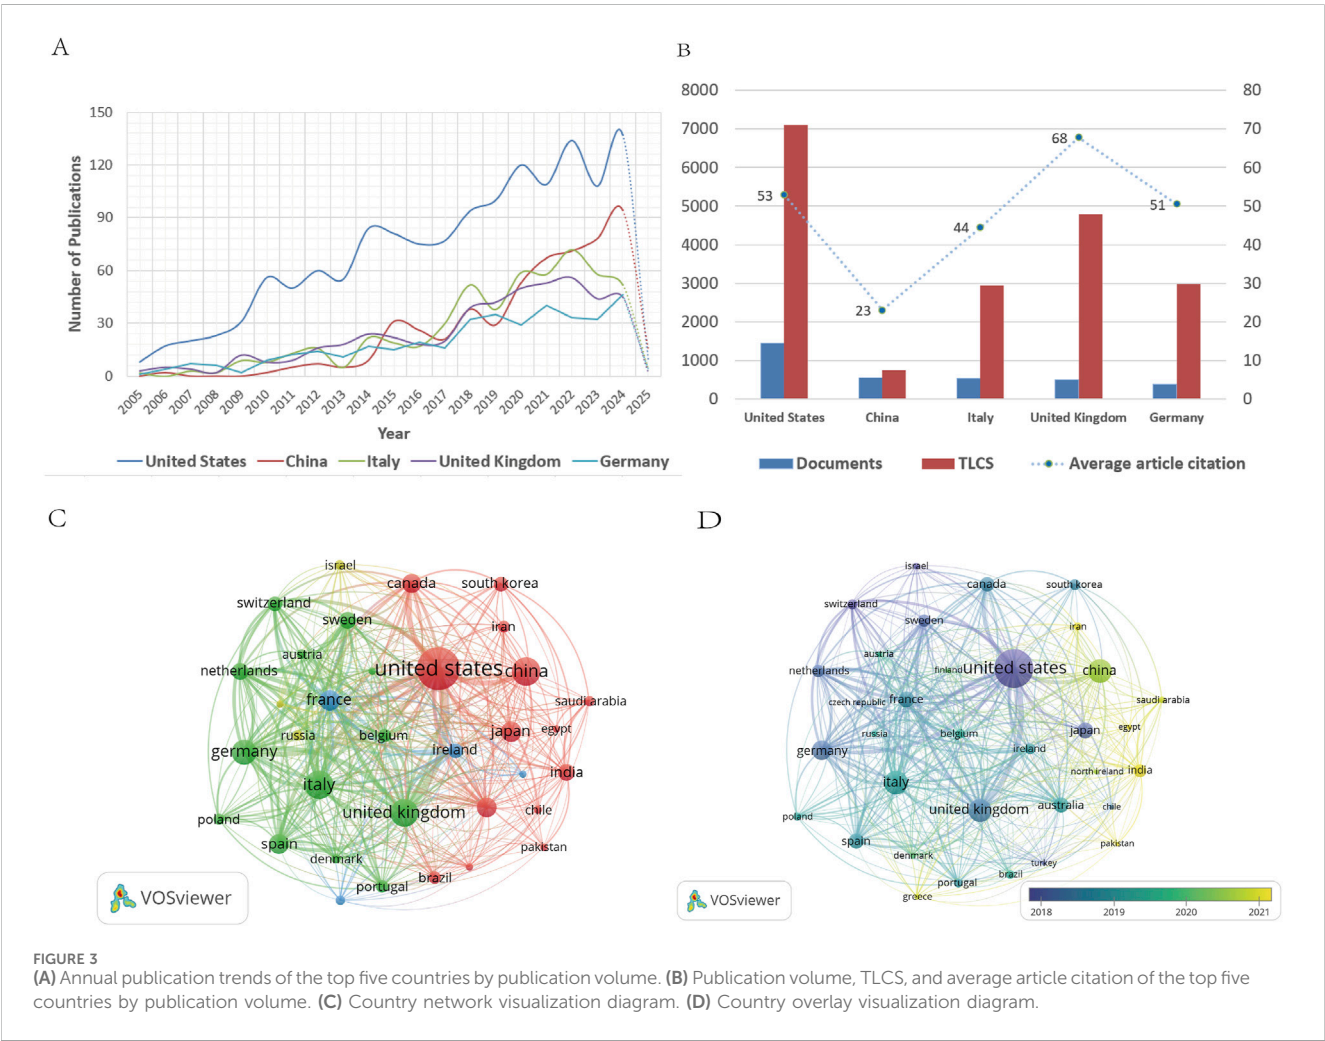 A
150
120
90
60
30
0
Number of Publications
2005 2006 2007 2008 2009 2010 2011 2012 2013 2014 2015 2016 2017 2018 2019 2020 2021 2022 2023 2024 2025
Year
United States China Italy United Kingdom Germany
B
8000 80
7000 70
6000 60
5000 50
4000 40
3000 30
2000 20
1000 10
0 0
53 23 44 68 51
United States China Italy United Kingdom Germany
Documents TLCS Average article citation
C
israel
canada south korea
switzerland
sweden
iran
austria
netherlands united states china
france saudi arabia
russia belgium japan egypt
germany ireland
india
italy
united kingdom chile
poland
spain pakistan
denmark
portugal brazil
VOSviewer
D
israel
canada south korea
switzerland
sweden
iran
austria
netherlands finland united states china
czech republic france saudi arabia
russia belgium japan egypt
germany ireland
north ireland india
italy
united kingdom australia chile
poland
spain pakistan
denmark turkey
portugal brazil
greece
VOSviewer
2018 2019 2020 2021
FIGURE 3
(A) Annual publication trends of the top five countries by publication volume. (B) Publication volume, TLCS, and average article citation of the top five
countries by publication volume. (C) Country network visualization diagram. (D) Country overlay visualization diagram.